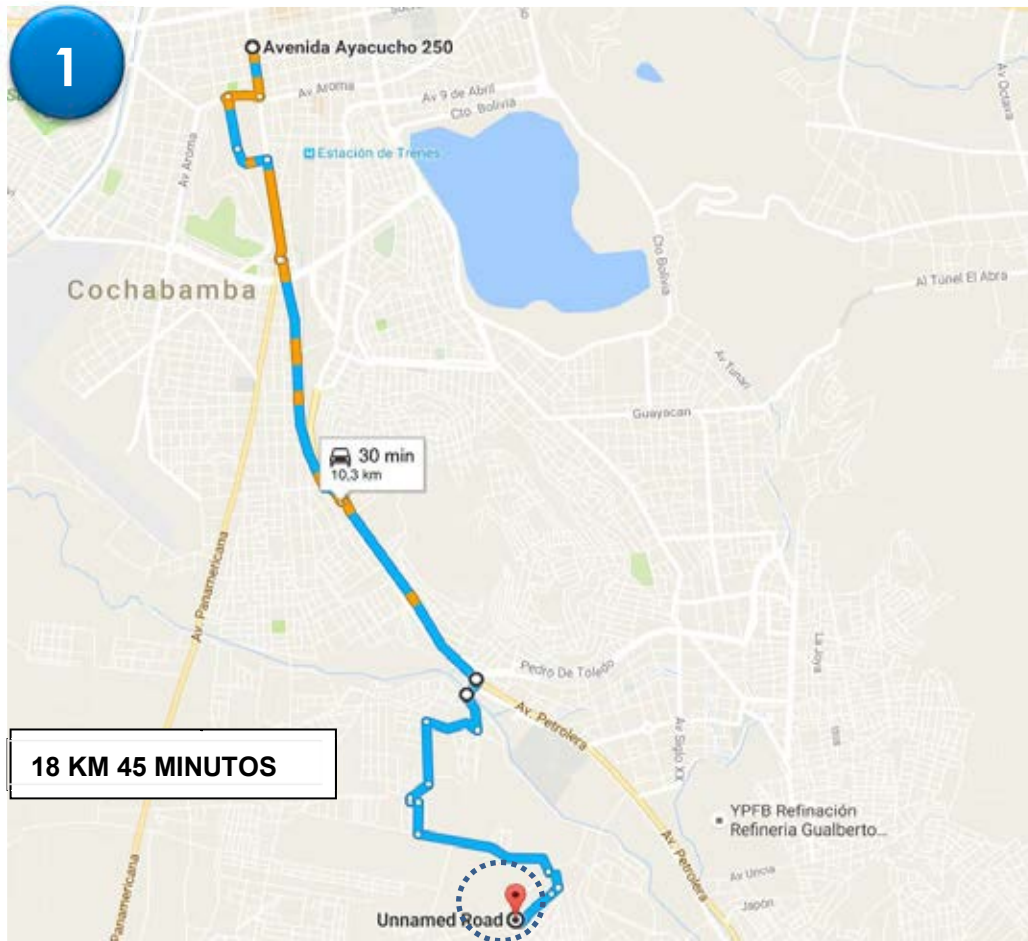 1
Avenida Ayacucho 250
Av Aroma
Av 9 de Abril
Cto. Bolivia
Av Octava
Estación de Trenes
Av Aroma
Cto Bolivia
Al Túnel El Abra
Cochabamba
Av Tunari
Guayacan
30 min
10,3 km
Av. Panamericana
Pedro De Toledo
La Joya
Av. Petrolera
Av Siglo XX
18 KM 45 MINUTOS
YPFB Refinación
Refineria Gualberto...
Av. Petrolera
Av Uncia
Japón
Panamericana
Unnamed Road